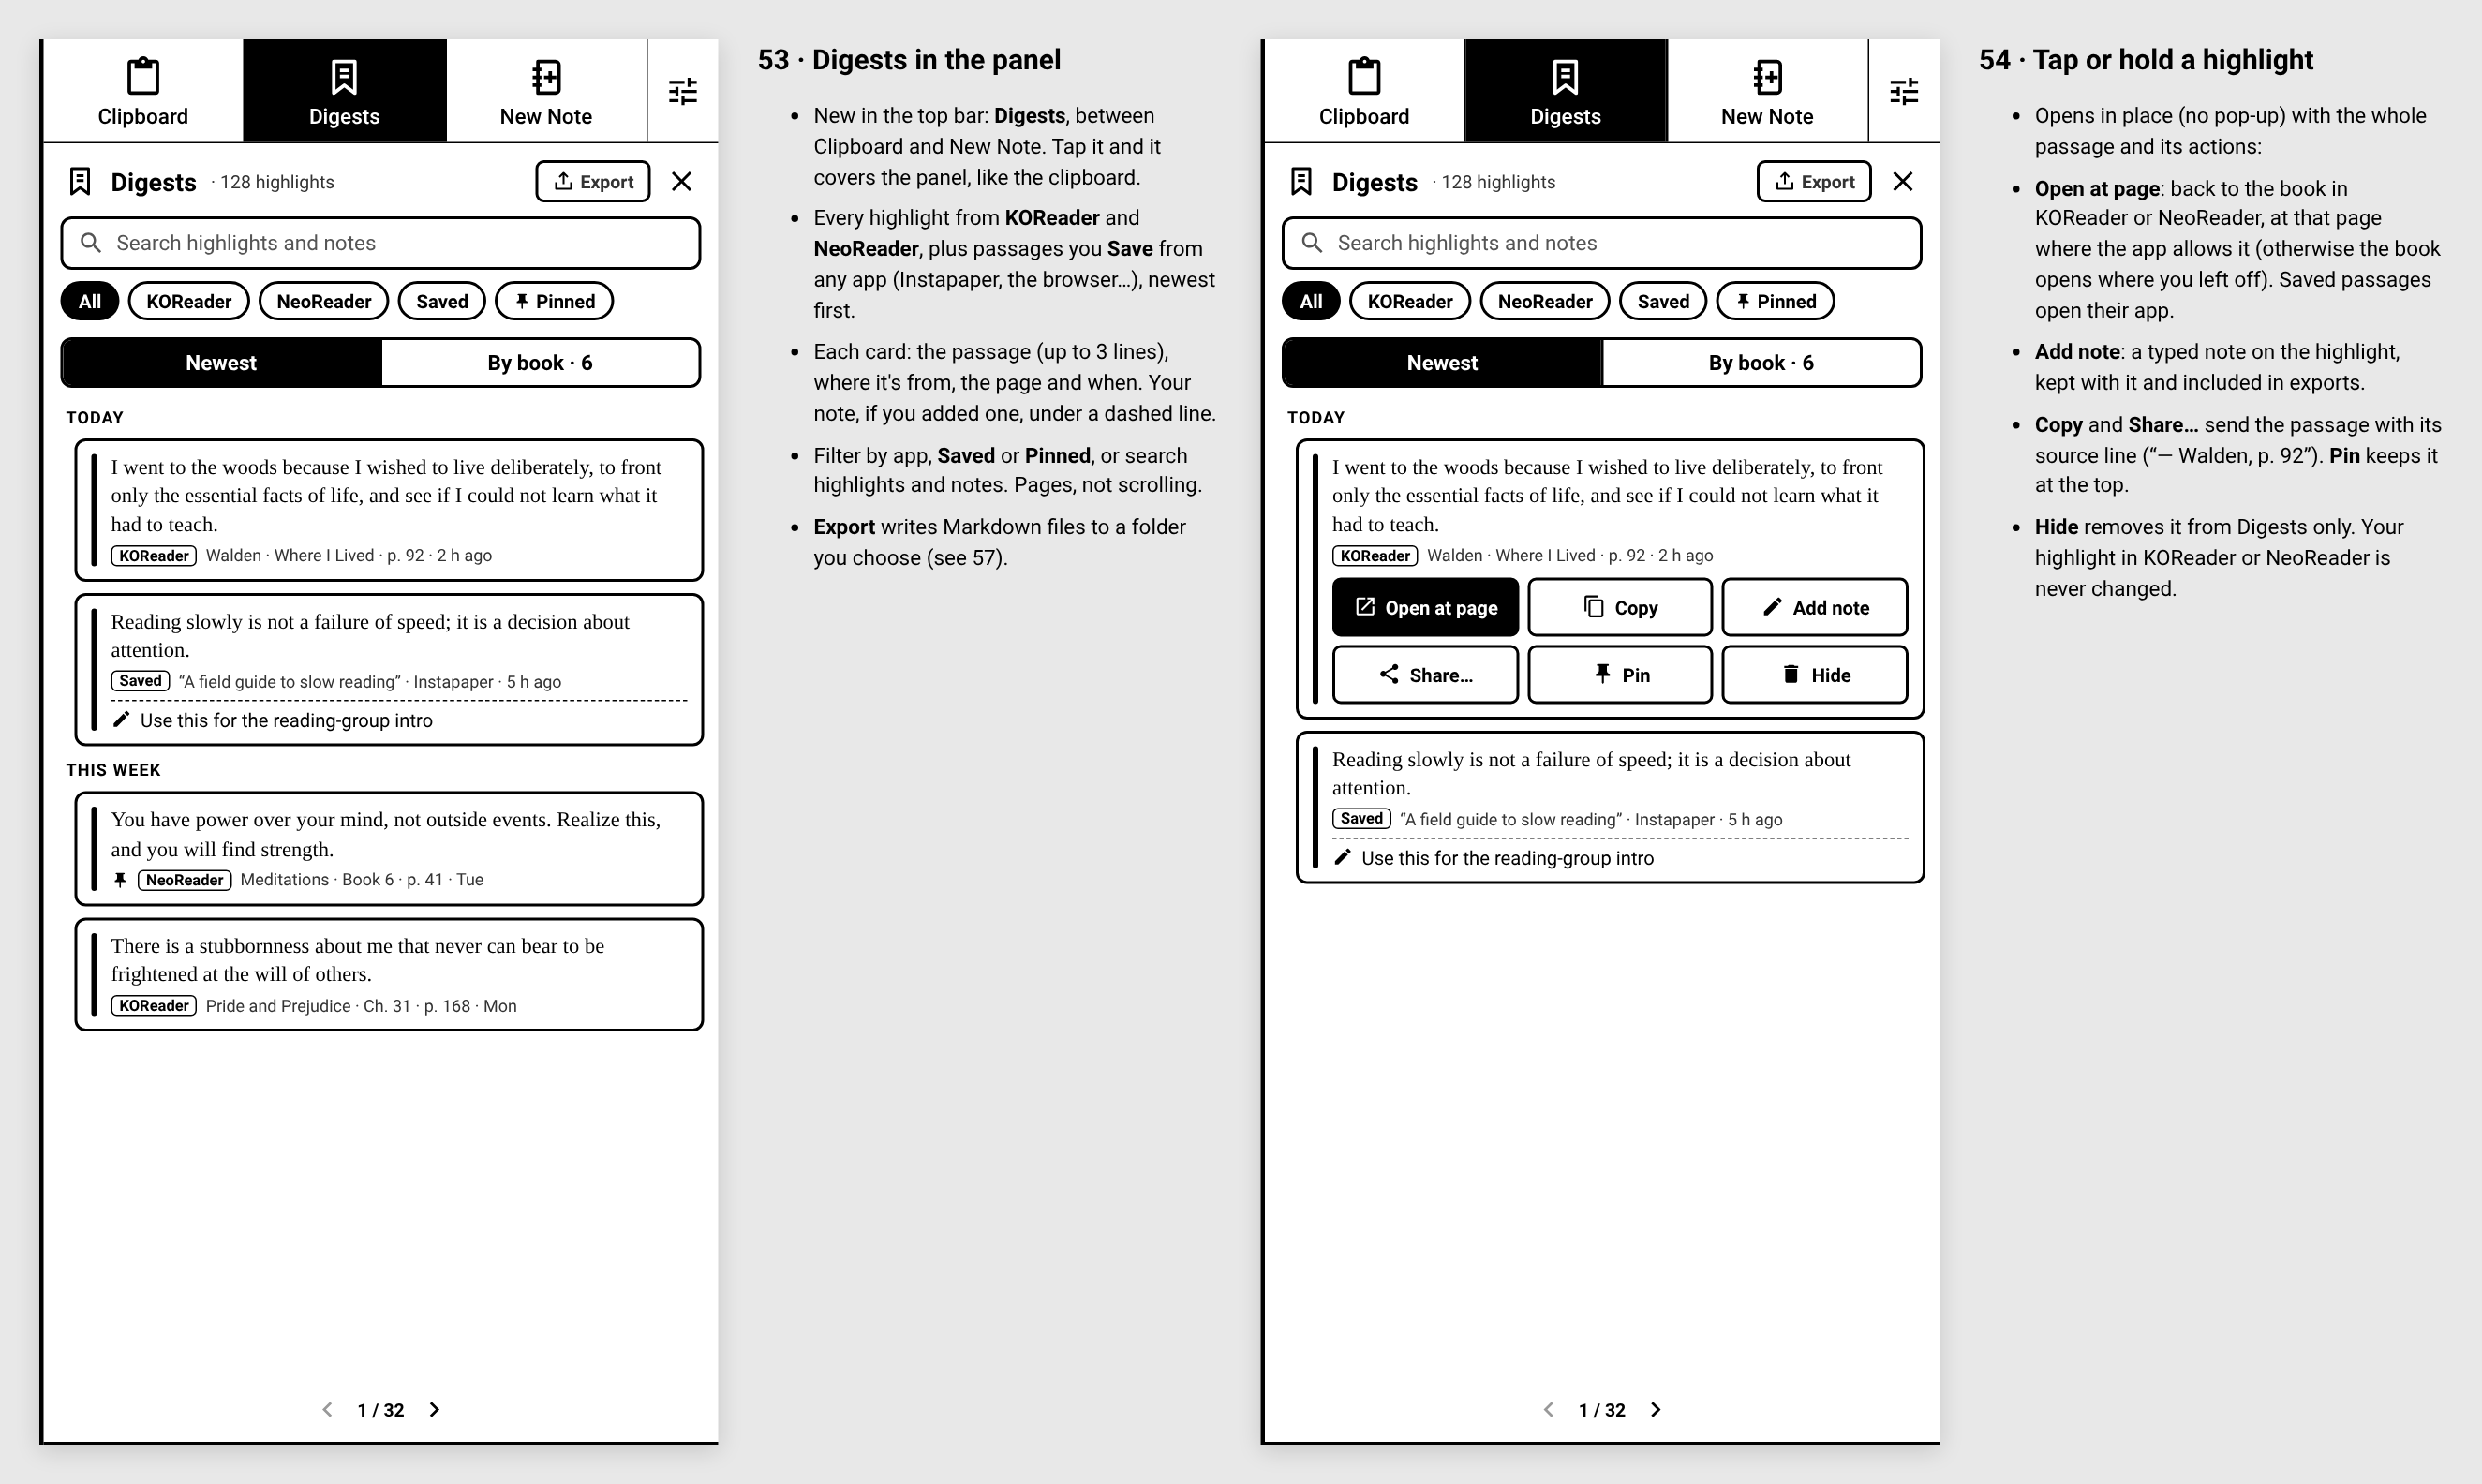 Clipboard
Digests
New Note
Digests · 128 highlights
Export
Search highlights and notes
All
KOReader
NeoReader
Saved
Pinned
Newest
By book · 6
TODAY
I went to the woods because I wished to live deliberately, to front
only the essential facts of life, and see if I could not learn what it
had to teach.
KOReader Walden · Where I Lived · p. 92 · 2 h ago
Reading slowly is not a failure of speed; it is a decision about
attention.
Saved “A field guide to slow reading” · Instapaper · 5 h ago
Use this for the reading-group intro
THIS WEEK
You have power over your mind, not outside events. Realize this,
and you will find strength.
NeoReader Meditations · Book 6 · p. 41 · Tue
There is a stubbornness about me that never can bear to be
frightened at the will of others.
KOReader Pride and Prejudice · Ch. 31 · p. 168 · Mon
1 / 32
53 · Digests in the panel
• New in the top bar: Digests, between
Clipboard and New Note. Tap it and it
covers the panel, like the clipboard.
• Every highlight from KOReader and
NeoReader, plus passages you Save from
any app (Instapaper, the browser…), newest
first.
• Each card: the passage (up to 3 lines),
where it's from, the page and when. Your
note, if you added one, under a dashed line.
• Filter by app, Saved or Pinned, or search
highlights and notes. Pages, not scrolling.
• Export writes Markdown files to a folder
you choose (see 57).
Clipboard
Digests
New Note
Digests · 128 highlights
Export
Search highlights and notes
All
KOReader
NeoReader
Saved
Pinned
Newest
By book · 6
TODAY
I went to the woods because I wished to live deliberately, to front
only the essential facts of life, and see if I could not learn what it
had to teach.
KOReader Walden · Where I Lived · p. 92 · 2 h ago
Open at page
Copy
Add note
Share…
Pin
Hide
Reading slowly is not a failure of speed; it is a decision about
attention.
Saved “A field guide to slow reading” · Instapaper · 5 h ago
Use this for the reading-group intro
1 / 32
54 · Tap or hold a highlight
• Opens in place (no pop-up) with the whole
passage and its actions:
• Open at page: back to the book in
KOReader or NeoReader, at that page
where the app allows it (otherwise the book
opens where you left off). Saved passages
open their app.
• Add note: a typed note on the highlight,
kept with it and included in exports.
• Copy and Share… send the passage with its
source line (“— Walden, p. 92”). Pin keeps it
at the top.
• Hide removes it from Digests only. Your
highlight in KOReader or NeoReader is
never changed.